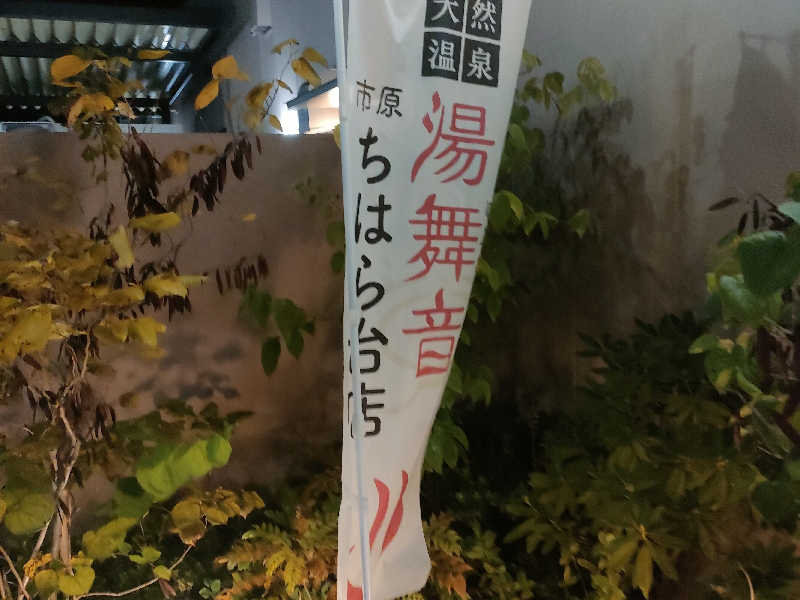 天然
温泉
湯舞音
市原
ちはら台店